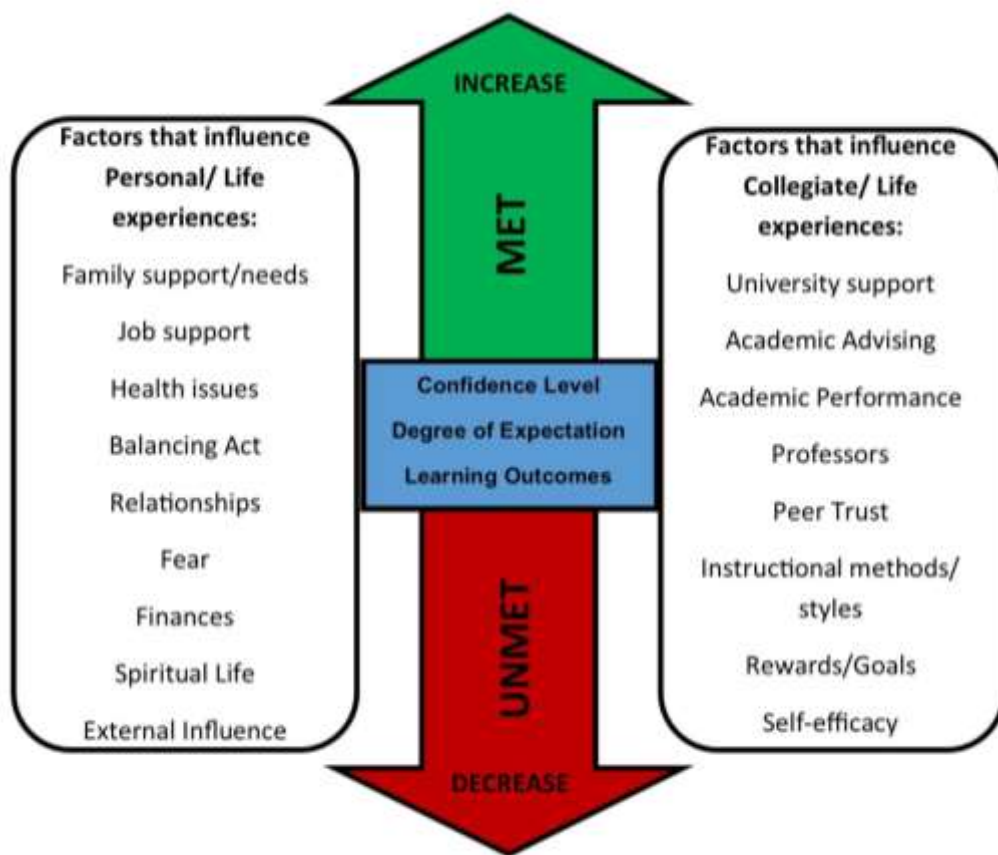 Factors that influence
Personal/ Life
experiences:
Family support/needs
Job support
Health issues
Balancing Act
Relationships
Fear
Finances
Spiritual Life
External Influence
INCREASE
MET
Confidence Level
Degree of Expectation
Learning Outcomes
UNMET
DECREASE
Factors that influence
Collegiate/ Life
experiences:
University support
Academic Advising
Academic Performance
Professors
Peer Trust
Instructional methods/
styles
Rewards/Goals
Self-efficacy